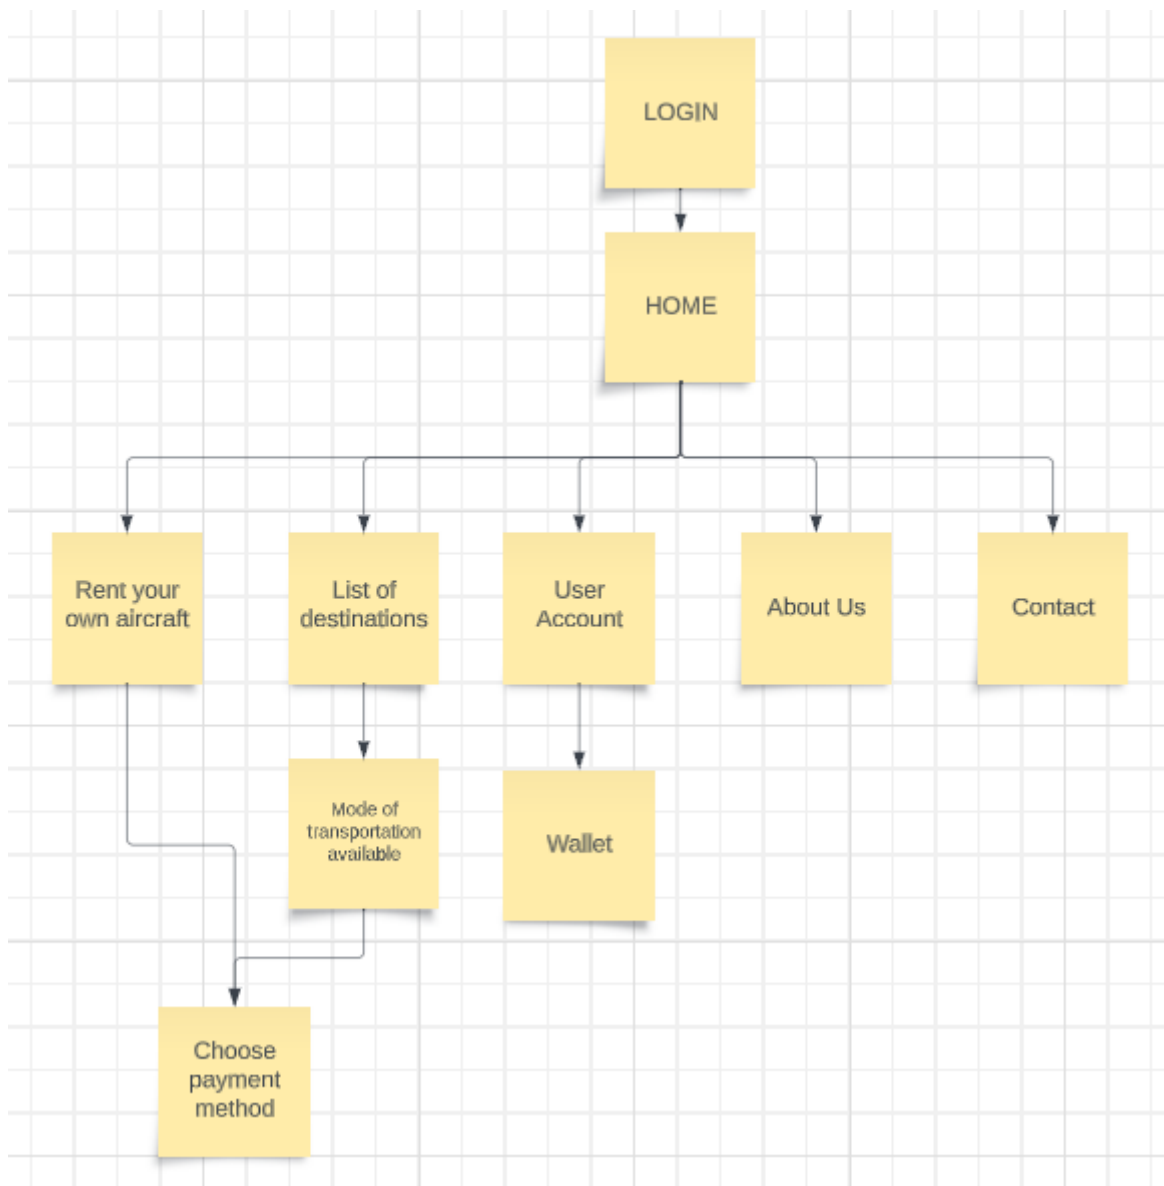 LOGIN
HOME
Rent your
own aircraft
List of
destinations
User
Account
About Us
Contact
Mode of
transportation
available
Wallet
Choose
payment
method